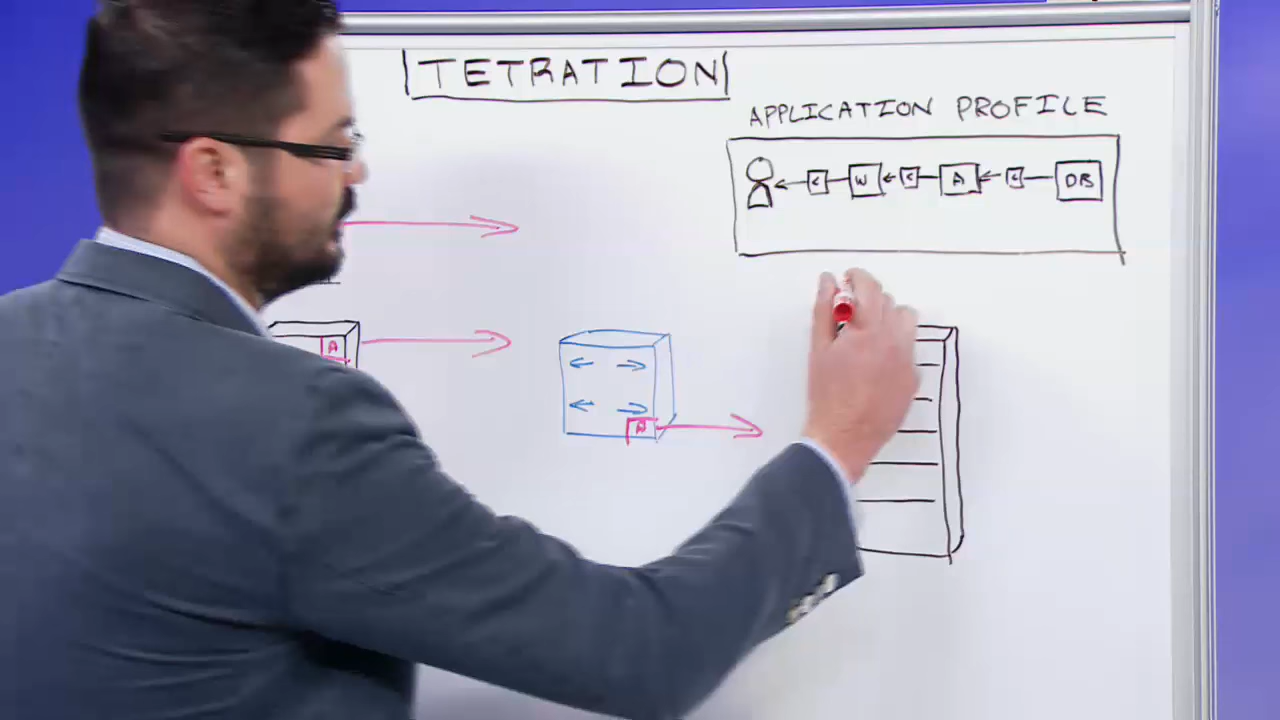 TETRATION
APPLICATION PROFILE
C W C A C DB
A
A